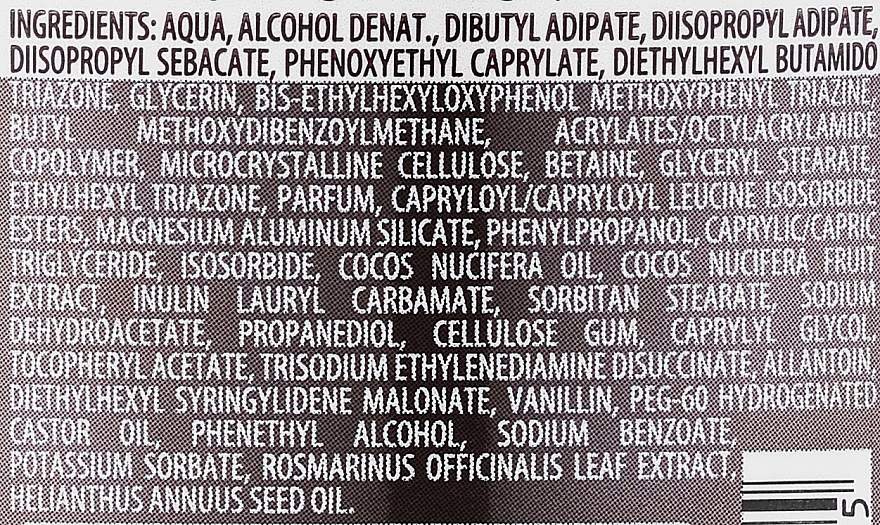 INGREDIENTS: AQUA, ALCOHOL DENAT., DIBUTYL ADIPATE, DIISOPROPYL ADIPATE,
DIISOPROPYL SEBACATE, PHENOXYETHYL CAPRYLATE, DIETHYLHEXYL BUTAMIDO
TRIAZONE, GLYCERIN, BIS-ETHYLHEXYLOXYPHENOL METHOXYPHENYL TRIAZINE
BUTYL METHOXYDIBENZOYLMETHANE, ACRYLATES/OCTYLACRYLAMIDE
COPOLYMER, MICROCRYSTALLINE CELLULOSE, BETAINE, GLYCERYL STEARATE
ETHYLHEXYL TRIAZONE, PARFUM, CAPRYLOYL/CAPRYLOYL LEUCINE ISOSORBIDE
ESTERS, MAGNESIUM ALUMINUM SILICATE, PHENYLPROPANOL, CAPRYLIC/CAPRIC
TRIGLYCERIDE, ISOSORBIDE, COCOS NUCIFERA OIL, COCOS NUCIFERA FRUIT
EXTRACT, INULIN LAURYL CARBAMATE, SORBITAN STEARATE, SODIUM
DEHYDROACETATE, PROPANEDIOL, CELLULOSE GUM, CAPRYLYL GLYCOL
TOCOPHERYL ACETATE, TRISODIUM ETHYLENEDIAMINE DISUCCINATE, ALLANTOIN,
DIETHYLHEXYL SYRINGYLIDENE MALONATE, VANILLIN, PEG-60 HYDROGENATED
CASTOR OIL, PHENETHYL ALCOHOL, SODIUM BENZOATE,
POTASSIUM SORBATE, ROSMARINUS OFFICINALIS LEAF EXTRACT,
HELIANTHUS ANNUUS SEED OIL.
5